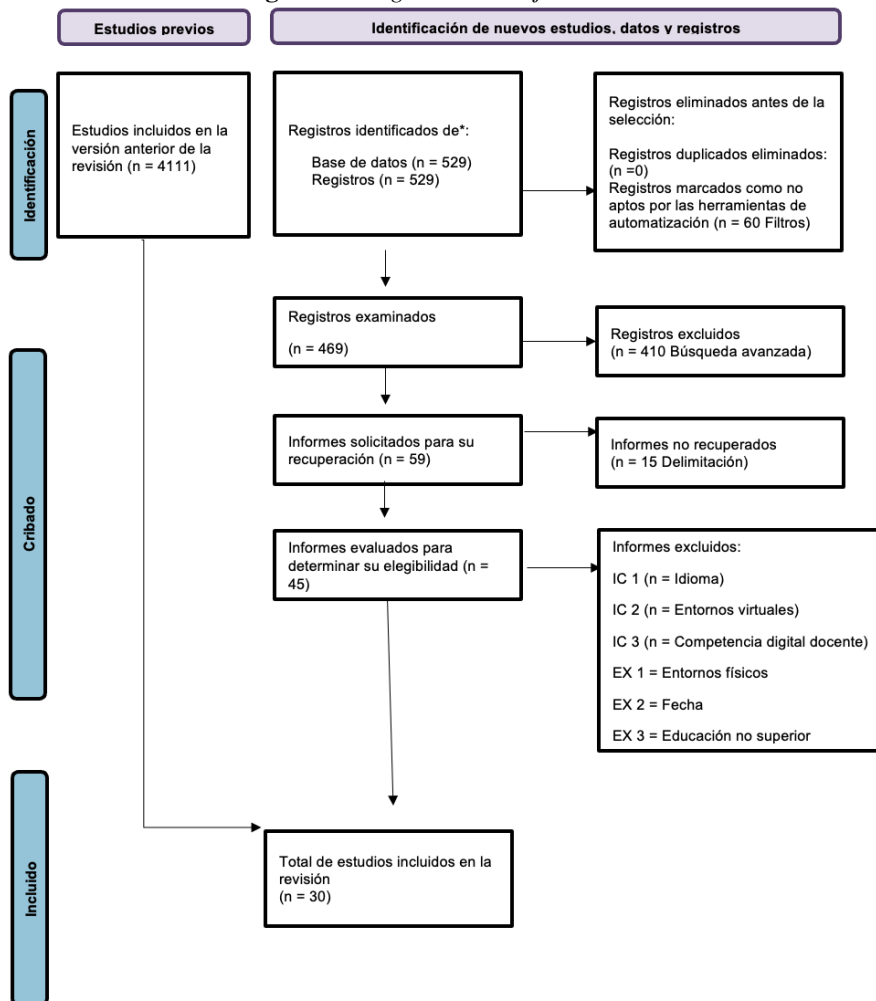 Estudios previos
Identificación de nuevos estudios, datos y registros
Identificación
Estudios incluidos en la
versión anterior de la
revisión (n = 4111)
Registros identificados de*:
Base de datos (n = 529)
Registros (n = 529)
Registros eliminados antes de la
selección:
Registros duplicados eliminados:
(n =0)
Registros marcados como no
aptos por las herramientas de
automatización (n = 60 Filtros)
Cribado
Registros examinados
(n = 469)
Registros excluidos
(n = 410 Búsqueda avanzada)
Informes solicitados para su
recuperación (n = 59)
Informes no recuperados
(n = 15 Delimitación)
Informes evaluados para
determinar su elegibilidad (n =
45)
Informes excluidos:
IC 1 (n = Idioma)
IC 2 (n = Entornos virtuales)
IC 3 (n = Competencia digital docente)
EX 1 = Entornos físicos
EX 2 = Fecha
EX 3 = Educación no superior
Incluido
Total de estudios incluidos en la
revisión
(n = 30)